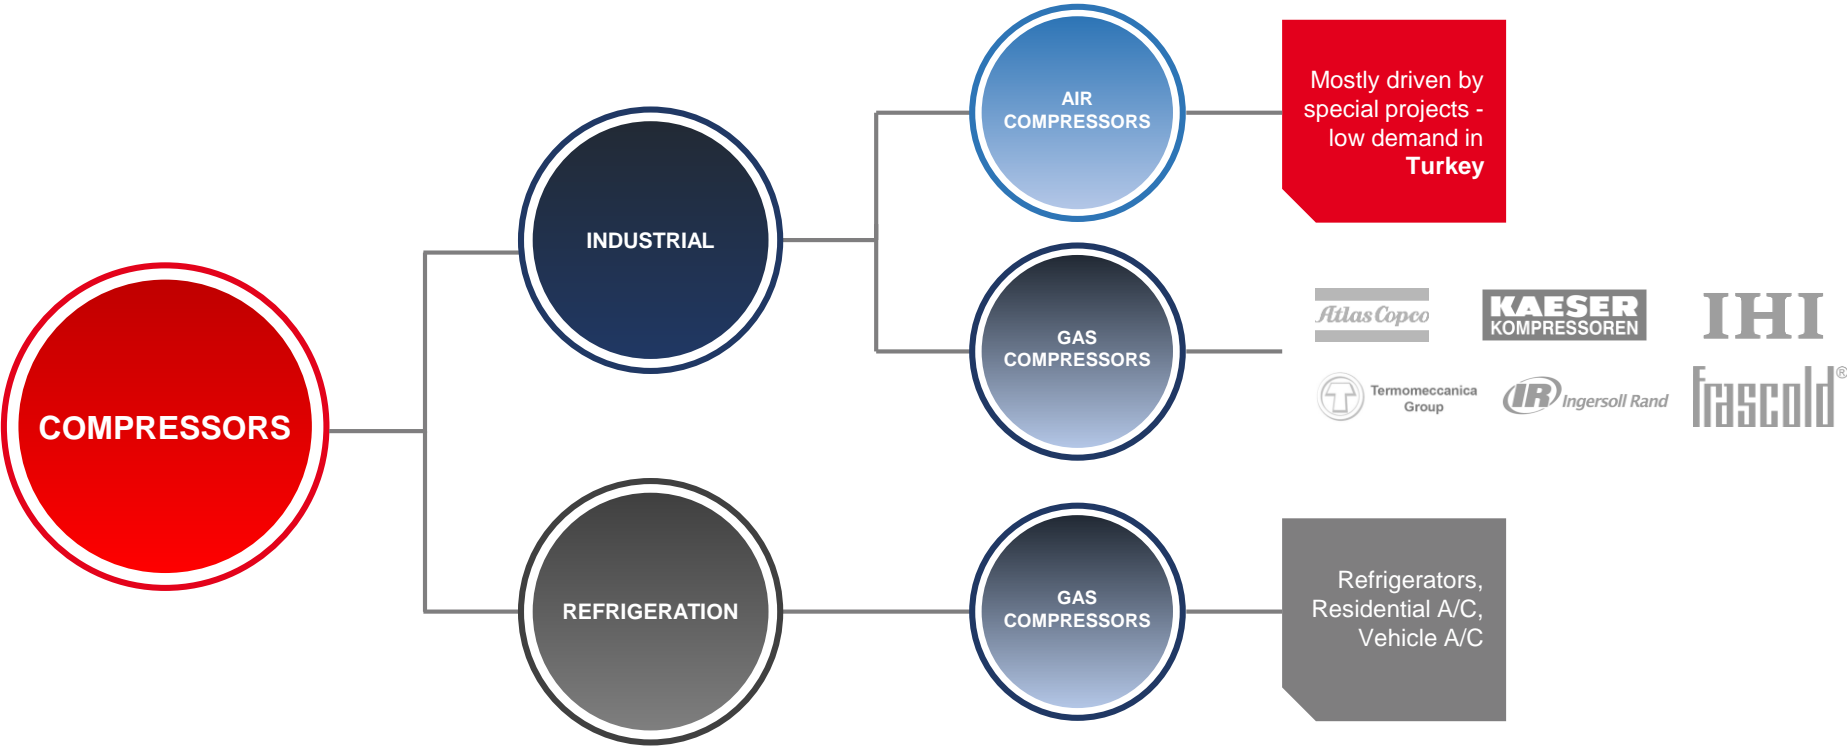 COMPRESSORS
INDUSTRIAL
REFRIGERATION
AIR
COMPRESSORS
GAS
COMPRESSORS
GAS
COMPRESSORS
Mostly driven by
special projects -
low demand in
Turkey
Atlas Copco
KAESER
KOMPRESSOREN
IHI
Termomeccanica
Group
IR Ingersoll Rand
frascold®
Refrigerators,
Residential A/C,
Vehicle A/C